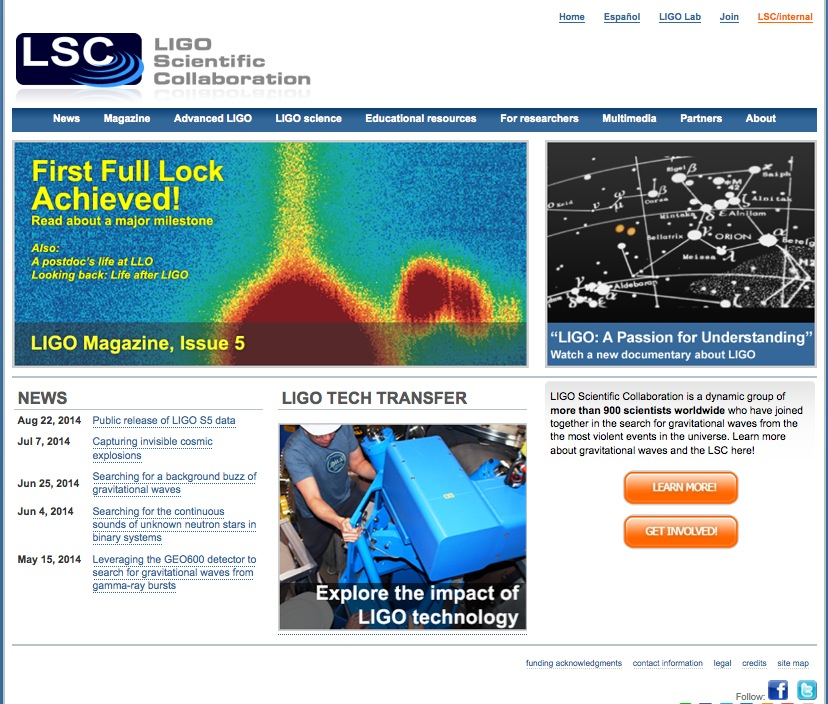 Home Español LIGO Lab Join LSC/internal
LSC LIGO
Scientific
Collaboration
News Magazine Advanced LIGO LIGO science Educational resources For researchers Multimedia Partners About
First Full Lock
Achieved!
Read about a major milestone
Also:
A postdoc's life at LLO
Looking back: Life after LIGO
LIGO Magazine, Issue 5
Rigel β
Saiph
Mintaka
Alnilam
Alnitak
Bellatrix
ORION
Betelg
Meissa
Aldebaran
"LIGO: A Passion for Understanding"
Watch a new documentary about LIGO
NEWS
Aug 22, 2014 Public release of LIGO S5 data
Jul 7, 2014 Capturing invisible cosmic
explosions
Jun 25, 2014 Searching for a background buzz of
gravitational waves
Jun 4, 2014 Searching for the continuous
sounds of unknown neutron stars in
binary systems
May 15, 2014 Leveraging the GEO600 detector to
search for gravitational waves from
gamma-ray bursts
LIGO TECH TRANSFER
Explore the impact of
LIGO technology
LIGO Scientific Collaboration is a dynamic group of
more than 900 scientists worldwide who have joined
together in the search for gravitational waves from the
the most violent events in the universe. Learn more
about gravitational waves and the LSC here!
LEARN MORE!
GET INVOLVED!
funding acknowledgments contact information legal credits site map
Follow: